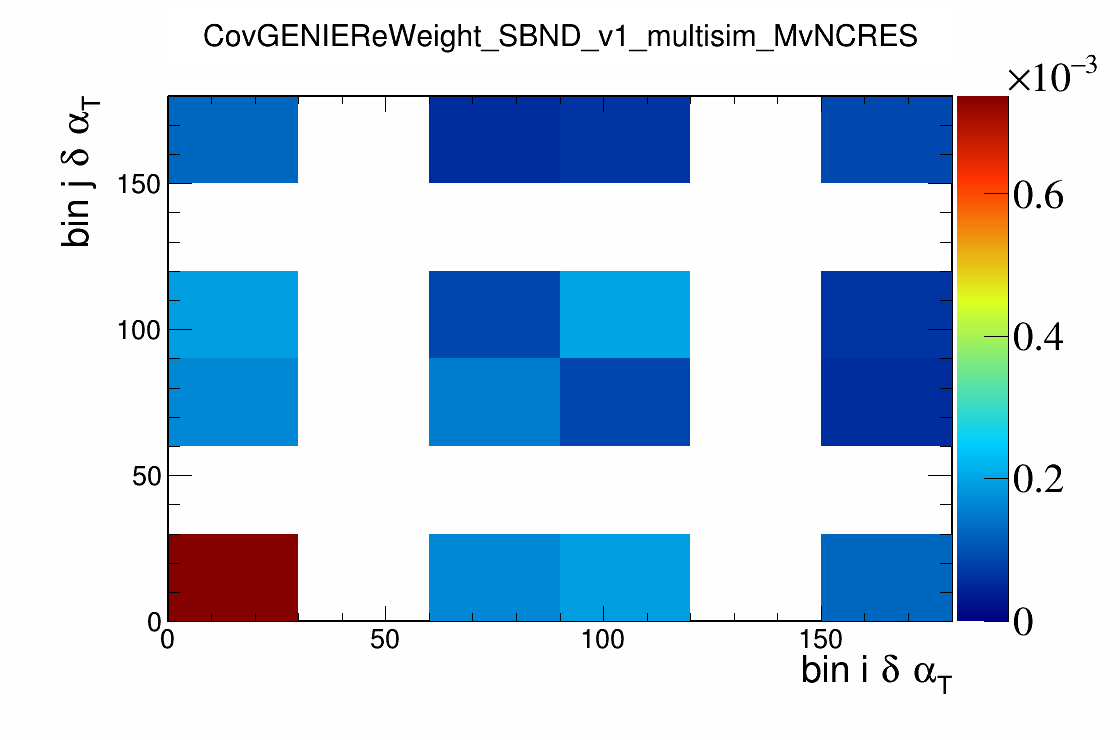 CovGENIEReWeight_SBND_v1_multisim_MvNCRES
×10⁻³
bin j δ α_T
150
100
50
0
0.6
0.4
0.2
0
0 50 100 150
bin i δ α_T